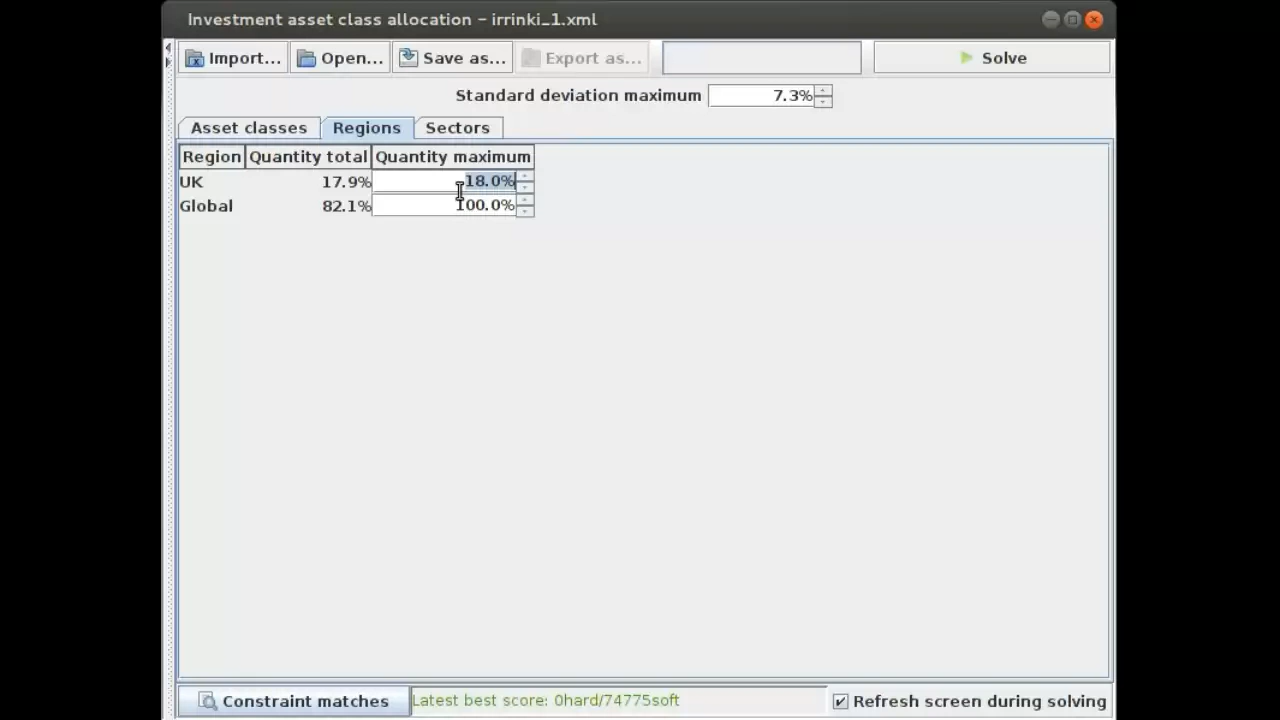 Investment asset class allocation – irrinki_1.xml
Import... Open... Save as... Export as... Solve
Standard deviation maximum 7.3%
Asset classes Regions Sectors
Region Quantity total Quantity maximum
UK 17.9% 18.0%
Global 82.1% 100.0%
Constraint matches Latest best score: 0hard/74775soft Refresh screen during solving